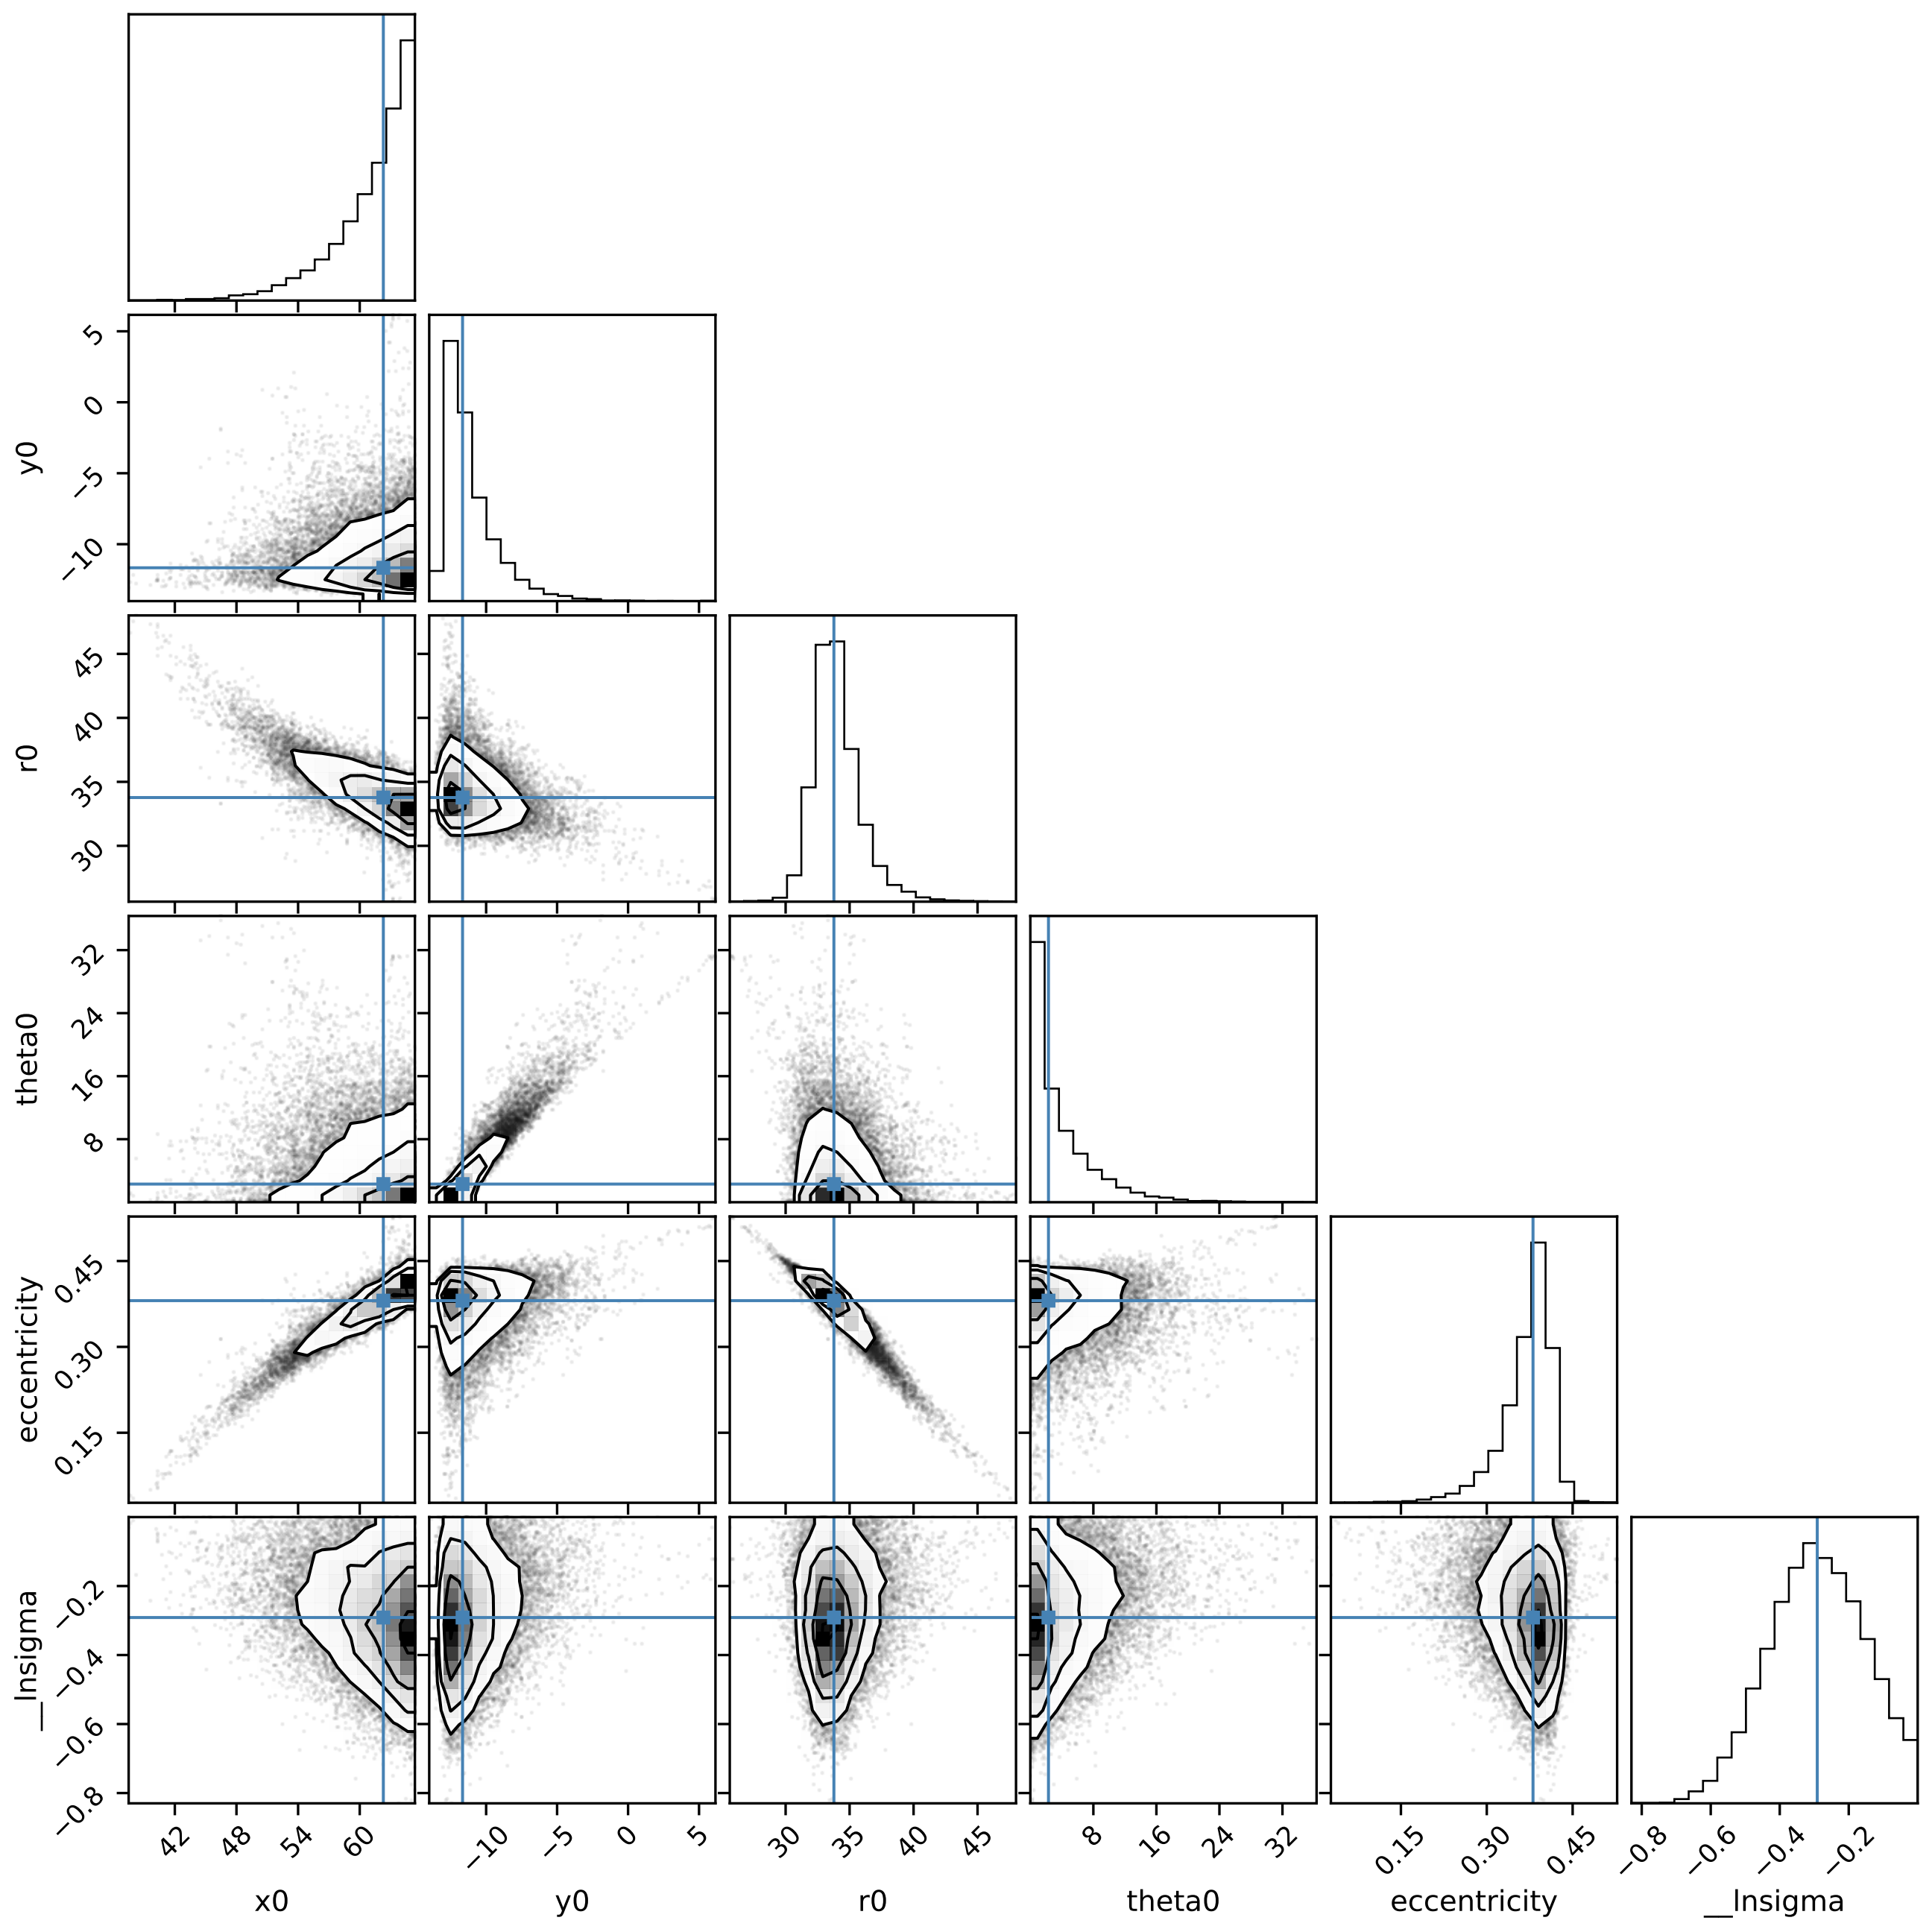 5
0
−5
−10
y0
45
40
35
30
r0
32
24
16
8
theta0
0.45
0.30
0.15
eccentricity
−0.2
−0.4
−0.6
−0.8
__lnsigma
42 48 54 60
−10 −5 0 5
30 35 40 45
8 16 24 32
0.15 0.30 0.45
−0.8 −0.6 −0.4 −0.2
x0 y0 r0 theta0 eccentricity __lnsigma